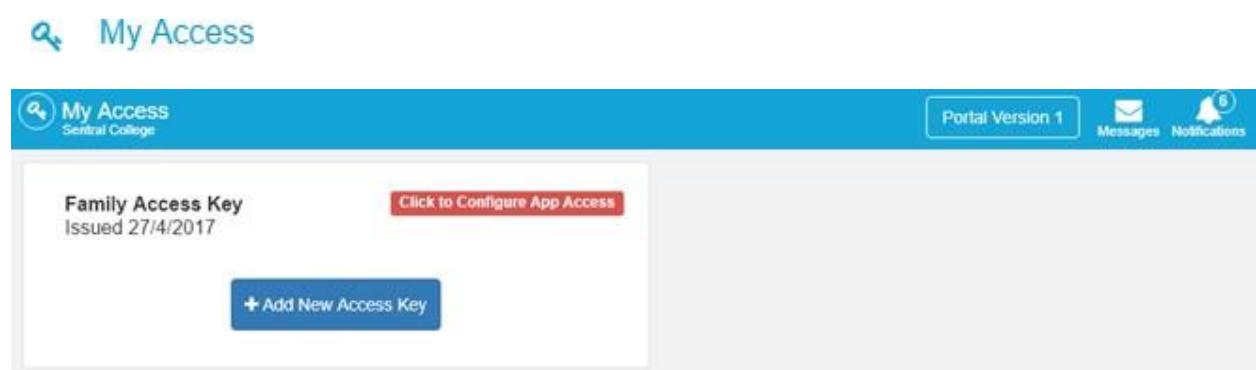 My Access
My Access
Sentral College
Portal Version 1
Messages
6
Notifications
Family Access Key
Click to Configure App Access
Issued 27/4/2017
+ Add New Access Key